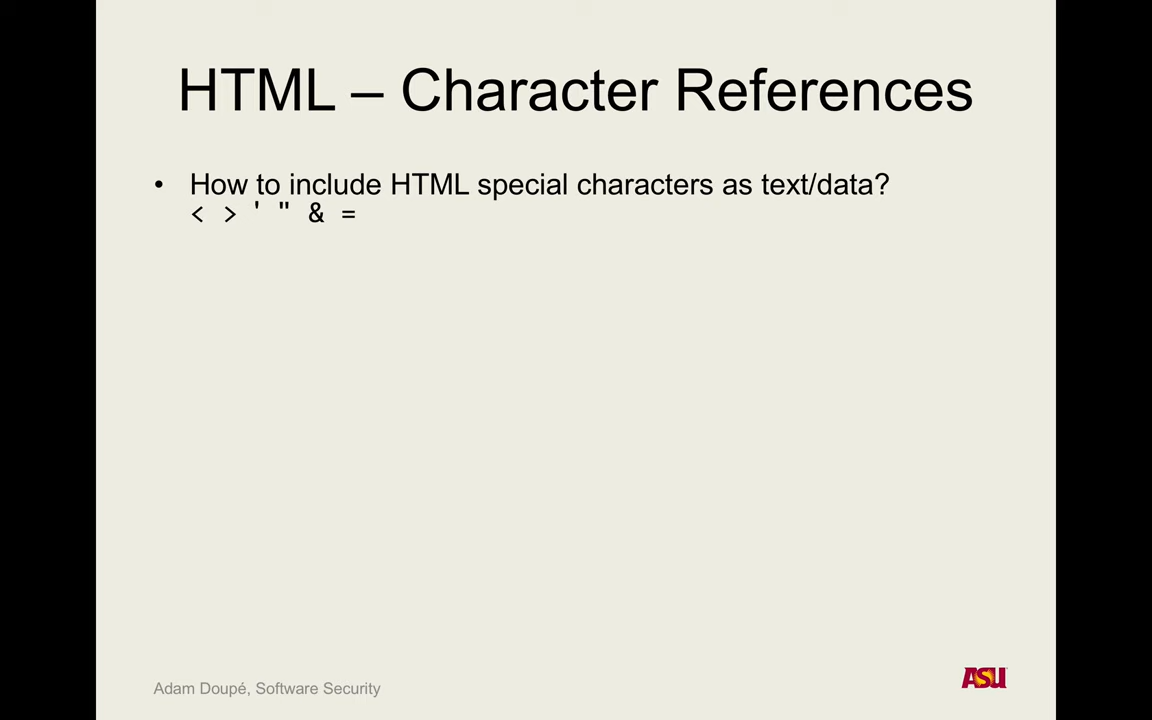 HTML – Character References
• How to include HTML special characters as text/data?
< > ' " & =
Adam Doupé, Software Security
ASU